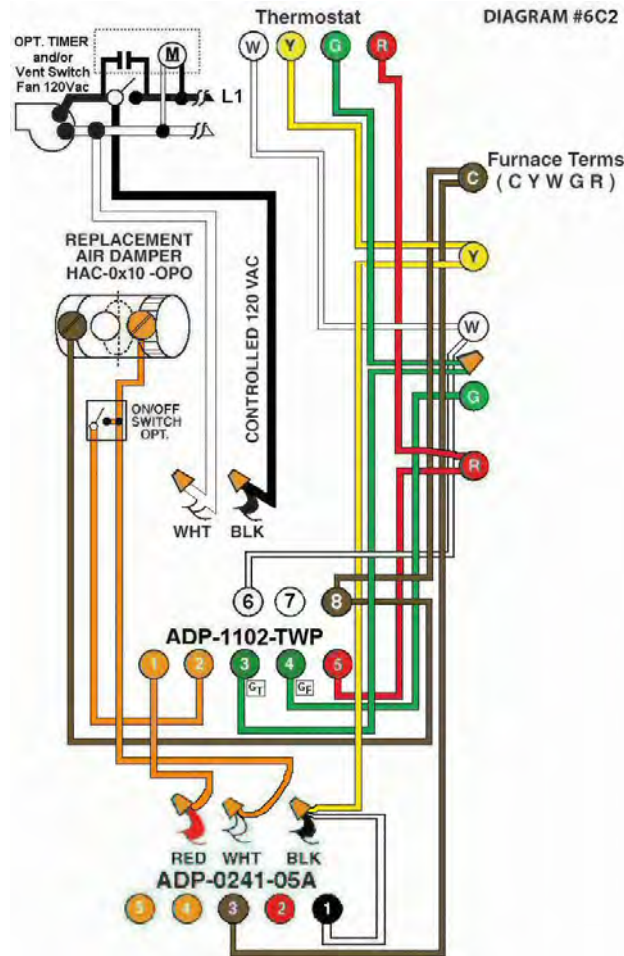 Thermostat
DIAGRAM #6C2
OPT. TIMER
and/or
Vent Switch
Fan 120Vac
M
W Y G R
L1
C
Furnace Terms
( C Y W G R )
Y
REPLACEMENT
AIR DAMPER
HAC-0x10 -OPO
CONTROLLED 120 VAC
W
G
ON/OFF
SWITCH
OPT.
R
WHT BLK
6 7 8
ADP-1102-TWP
1 2 3 4 5
GT GF
RED WHT BLK
ADP-0241-05A
5 4 3 2 1